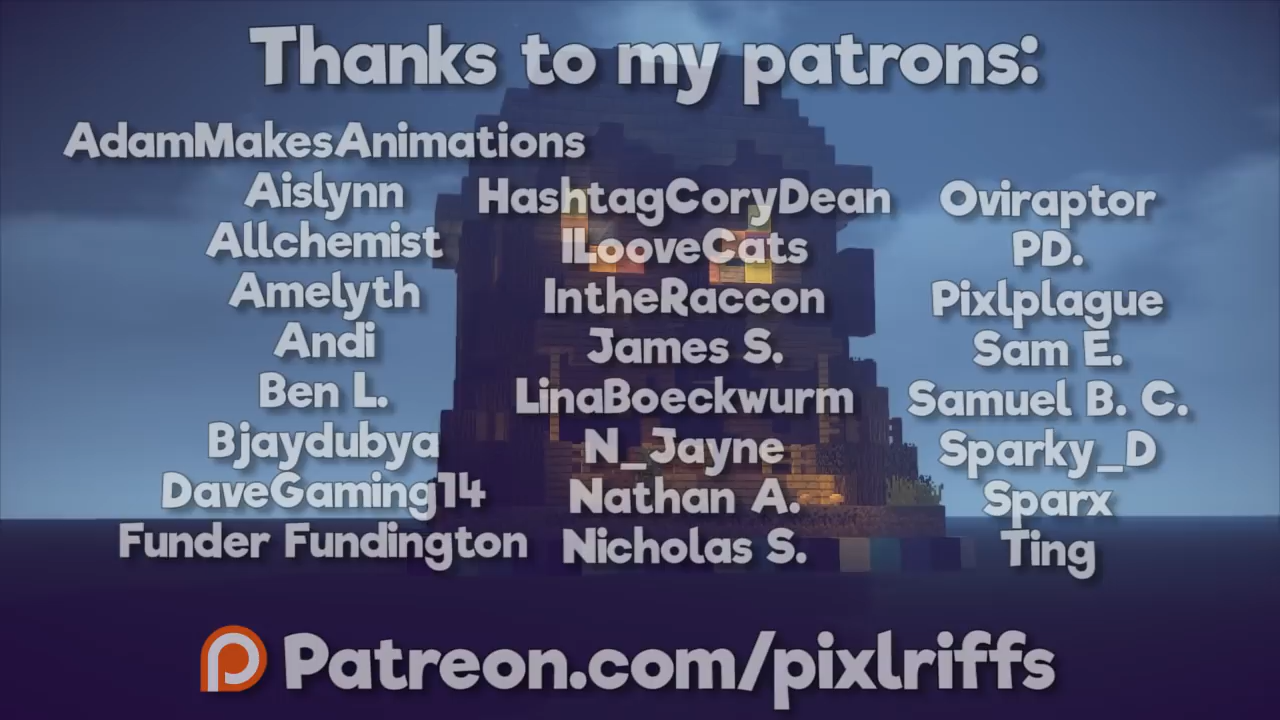 Thanks to my patrons:
AdamMakesAnimations
Aislynn
Allchemist
Amelyth
Andi
Ben L.
Bjaydubya
DaveGaming14
Funder Fundington
HashtagCoryDean
ILooveCats
IntheRaccon
James S.
LinaBoeckwurm
N_Jayne
Nathan A.
Nicholas S.
Oviraptor
PD.
Pixlplague
Sam E.
Samuel B. C.
Sparky_D
Sparx
Ting
Patreon.com/pixlriffs